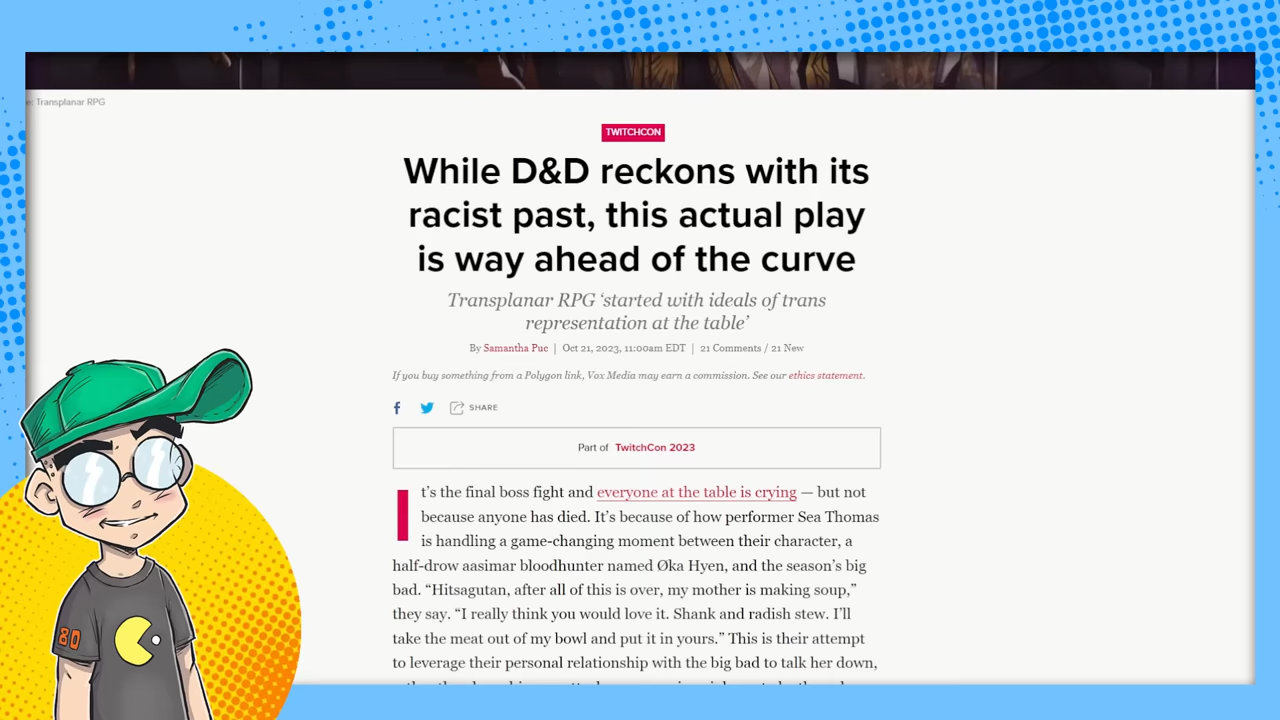 e: Transplanar RPG
TWITCHCON
While D&D reckons with its
racist past, this actual play
is way ahead of the curve
Transplanar RPG ‘started with ideals of trans
representation at the table’
By Samantha Puc | Oct 21, 2023, 11:00am EDT | 21 Comments / 21 New
If you buy something from a Polygon link, Vox Media may earn a commission. See our ethics statement.
SHARE
Part of TwitchCon 2023
It’s the final boss fight and everyone at the table is crying — but not
because anyone has died. It’s because of how performer Sea Thomas
is handling a game-changing moment between their character, a
half-drow aasimar bloodhunter named Øka Hyen, and the season’s big
bad. “Hitsagutan, after all of this is over, my mother is making soup,”
they say. “I really think you would love it. Shank and radish stew. I’ll
take the meat out of my bowl and put it in yours.” This is their attempt
to leverage their personal relationship with the big bad to talk her down,
80